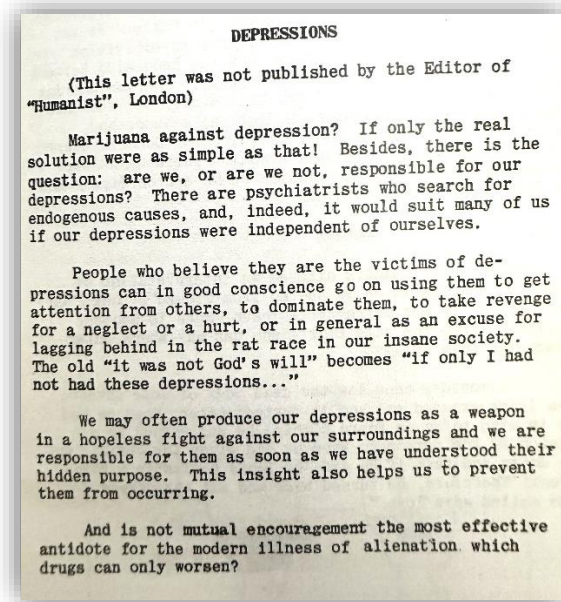 DEPRESSIONS
(This letter was not published by the Editor of
“Humanist”, London)
Marijuana against depression? If only the real
solution were as simple as that! Besides, there is the
question: are we, or are we not, responsible for our
depressions? There are psychiatrists who search for
endogenous causes, and, indeed, it would suit many of us
if our depressions were independent of ourselves.
People who believe they are the victims of de-
pressions can in good conscience go on using them to get
attention from others, to dominate them, to take revenge
for a neglect or a hurt, or in general as an excuse for
lagging behind in the rat race in our insane society.
The old “it was not God's will” becomes “if only I had
not had these depressions...”
We may often produce our depressions as a weapon
in a hopeless fight against our surroundings and we are
responsible for them as soon as we have understood their
hidden purpose. This insight also helps us to prevent
them from occurring.
And is not mutual encouragement the most effective
antidote for the modern illness of alienation which
drugs can only worsen?